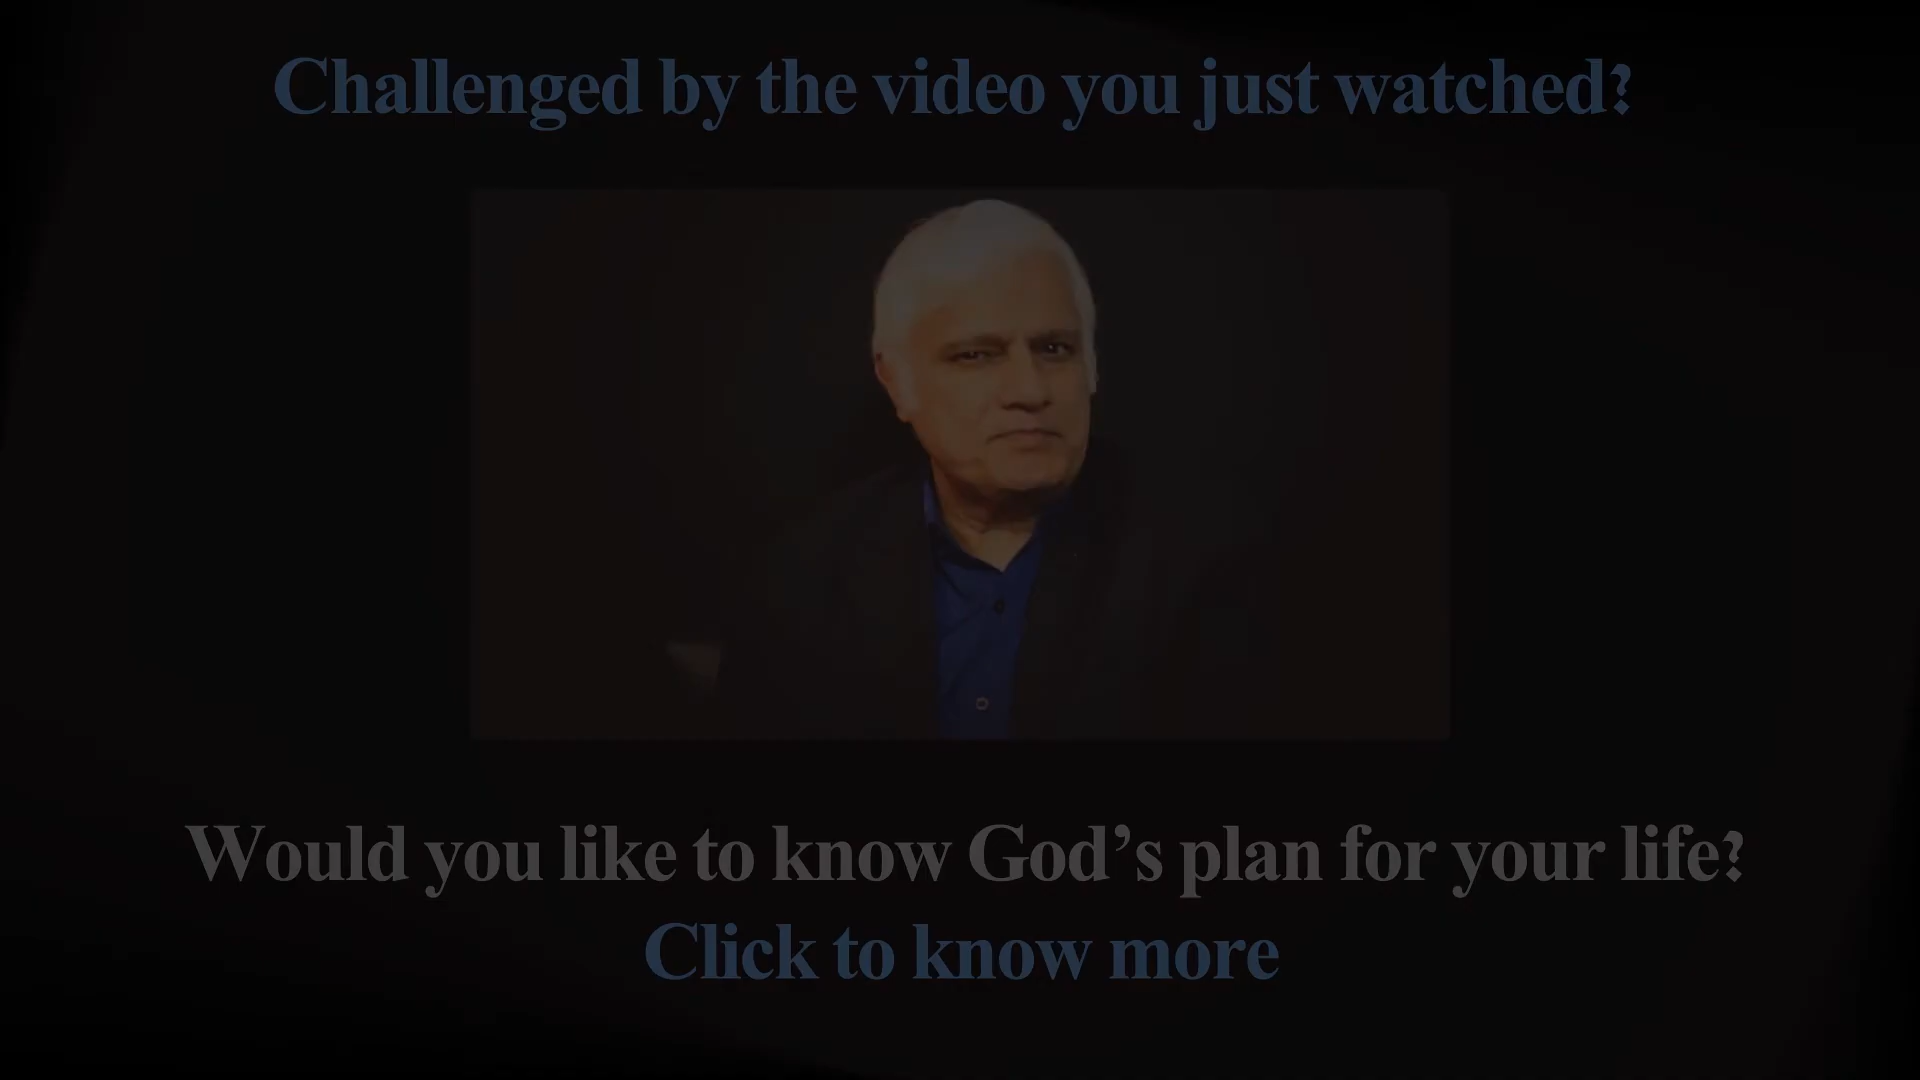 Challenged by the video you just watched?
Would you like to know God’s plan for your life?
Click to know more